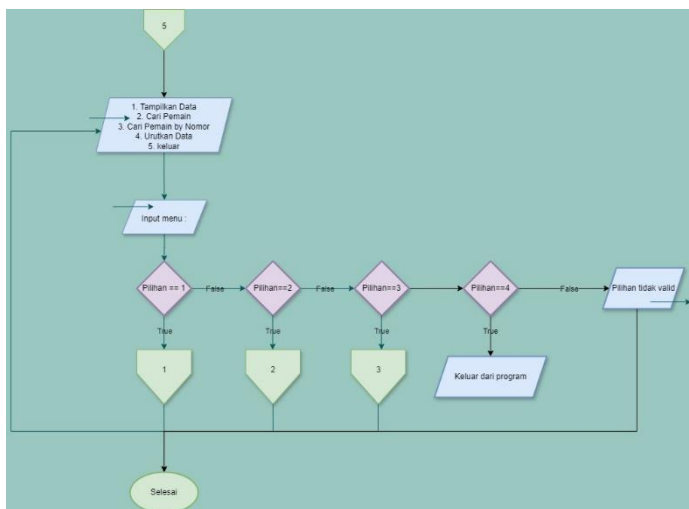 5
1. Tampilkan Data
2. Cari Pemain
3. Cari Pemain by Nomor
4. Urutkan Data
5. keluar
Input menu :
Pilihan == 1
False
Pilihan==2
False
Pilihan==3
Pilihan==4
False
Pilihan tidak valid
True
True
True
True
1
2
3
Keluar dari program
Selesai